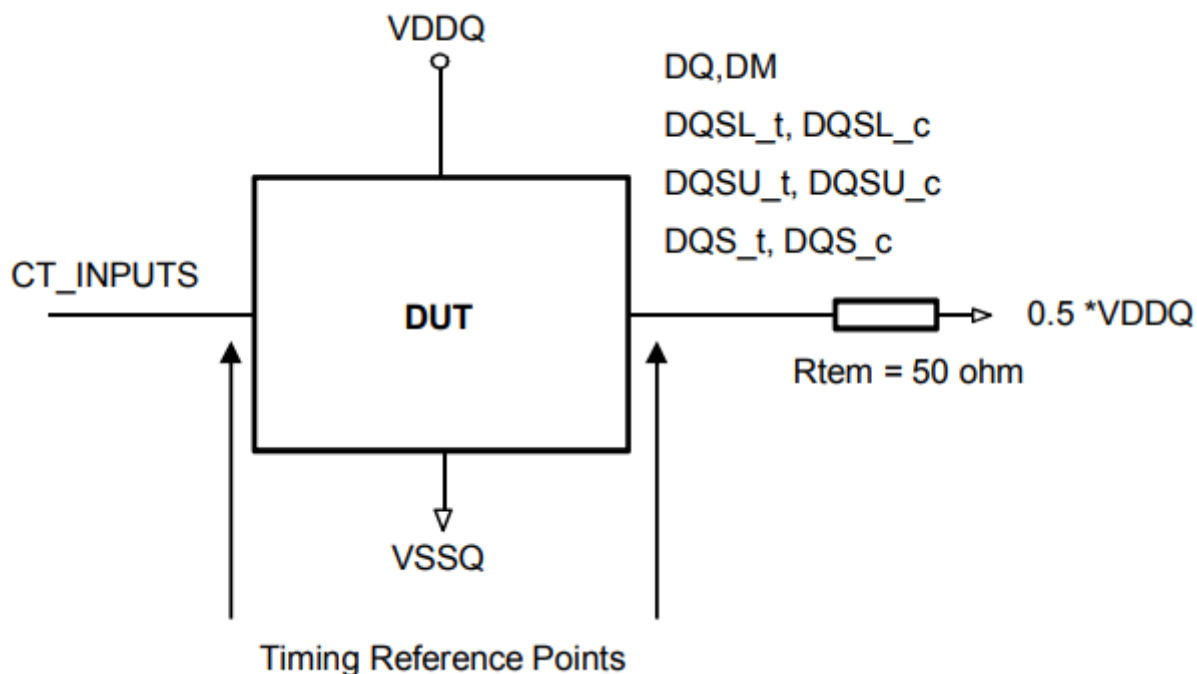 VDDQ
DQ,DM
DQSL_t, DQSL_c
DQSU_t, DQSU_c
DQS_t, DQS_c
CT_INPUTS
DUT
0.5 *VDDQ
Rtem = 50 ohm
VSSQ
Timing Reference Points